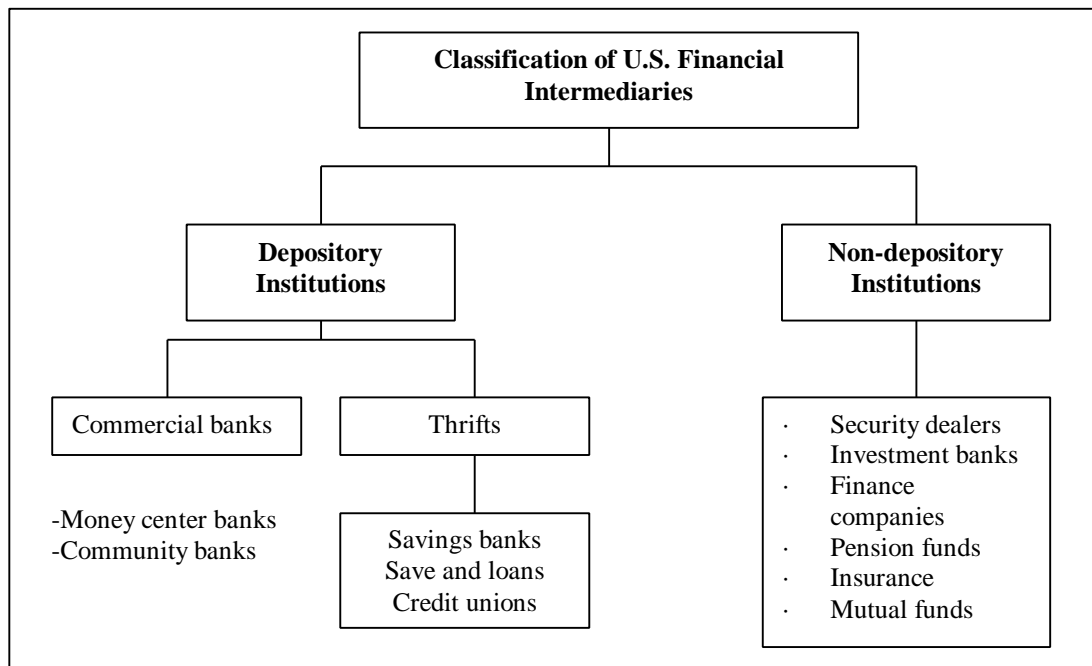 Classification of U.S. Financial
Intermediaries
Depository
Institutions
Non-depository
Institutions
Commercial banks
Thrifts
-Money center banks
-Community banks
Savings banks
Save and loans
Credit unions
· Security dealers
· Investment banks
· Finance
companies
· Pension funds
· Insurance
· Mutual funds